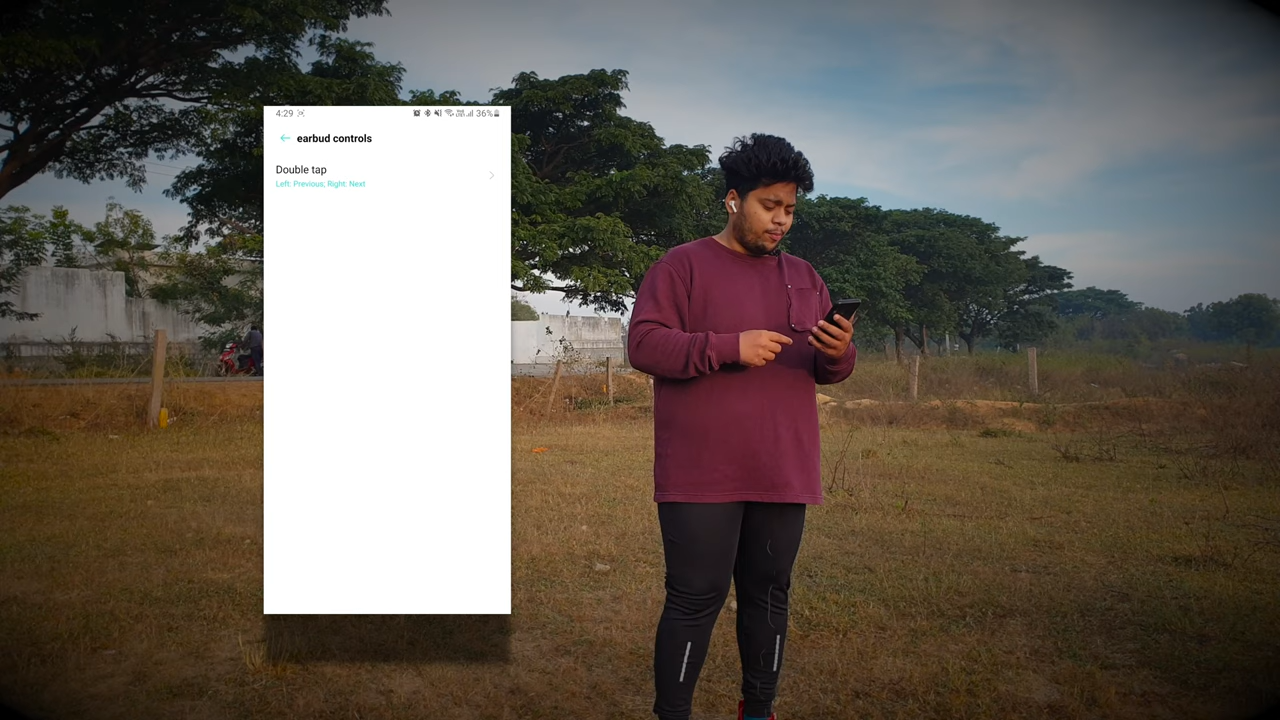 4:29
36%
earbud controls
Double tap
Left: Previous; Right: Next